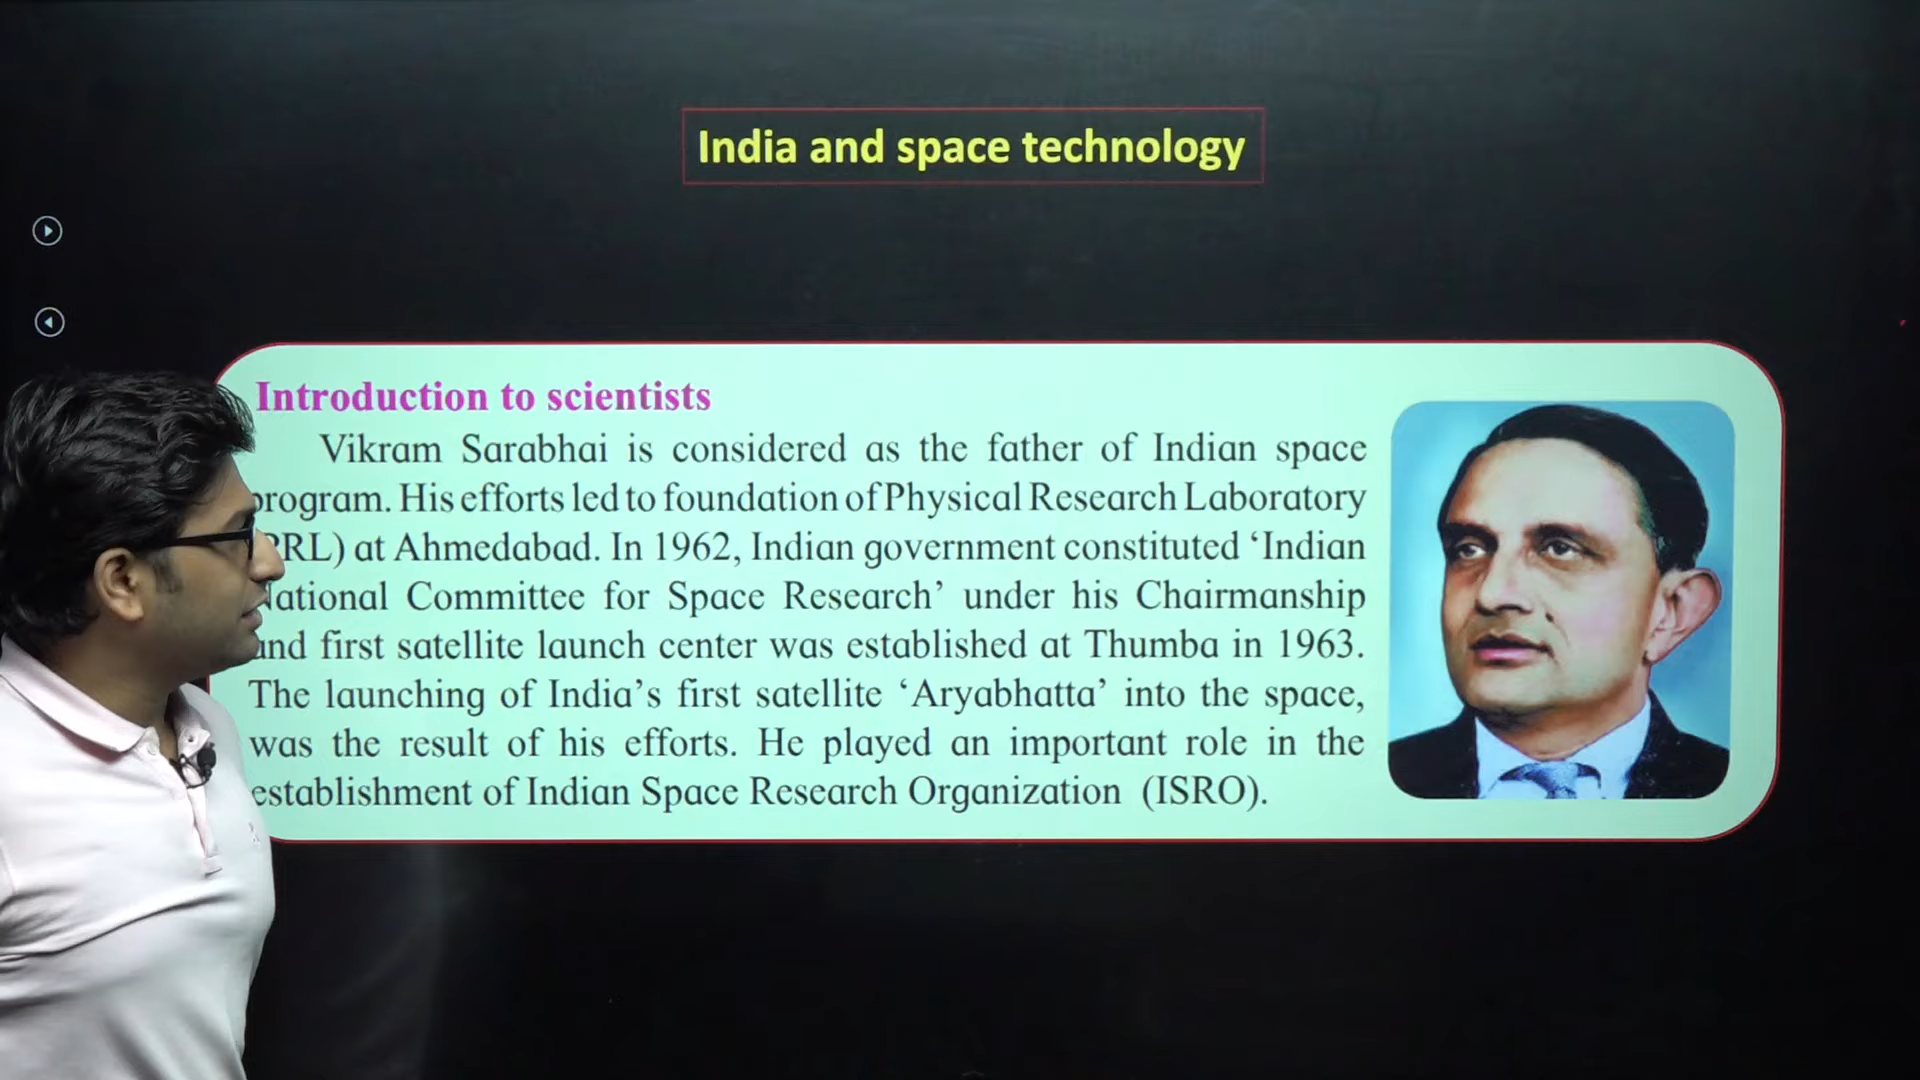 India and space technology
Introduction to scientists
Vikram Sarabhai is considered as the father of Indian space
program. His efforts led to foundation of Physical Research Laboratory
PRL) at Ahmedabad. In 1962, Indian government constituted ‘Indian
National Committee for Space Research’ under his Chairmanship
and first satellite launch center was established at Thumba in 1963.
The launching of India’s first satellite ‘Aryabhatta’ into the space,
was the result of his efforts. He played an important role in the
establishment of Indian Space Research Organization (ISRO).